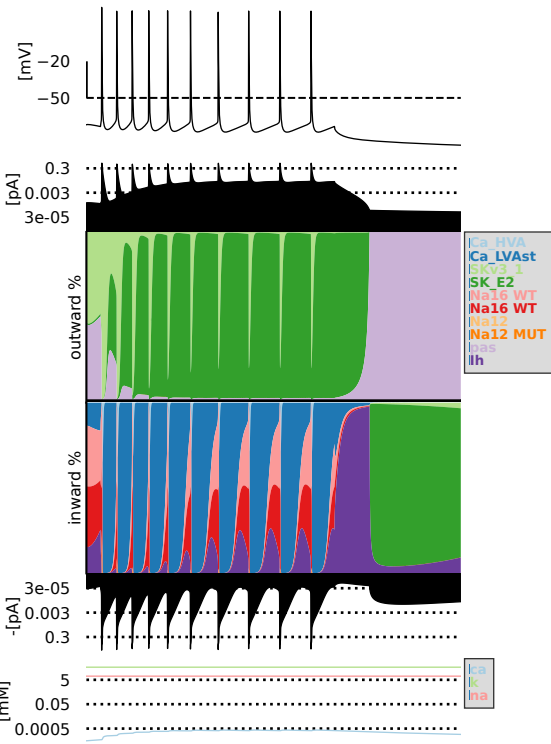 [mV]
−20
−50
[pA]
0.3
0.003
3e-05
outward %
Ca_HVA
Ca_LVAst
SKv3_1
SK_E2
Na16 WT
Na16 WT
Na12
Na12 MUT
pas
Ih
inward %
-[pA]
3e-05
0.003
0.3
[mM]
5
0.05
0.0005
ca
k
na